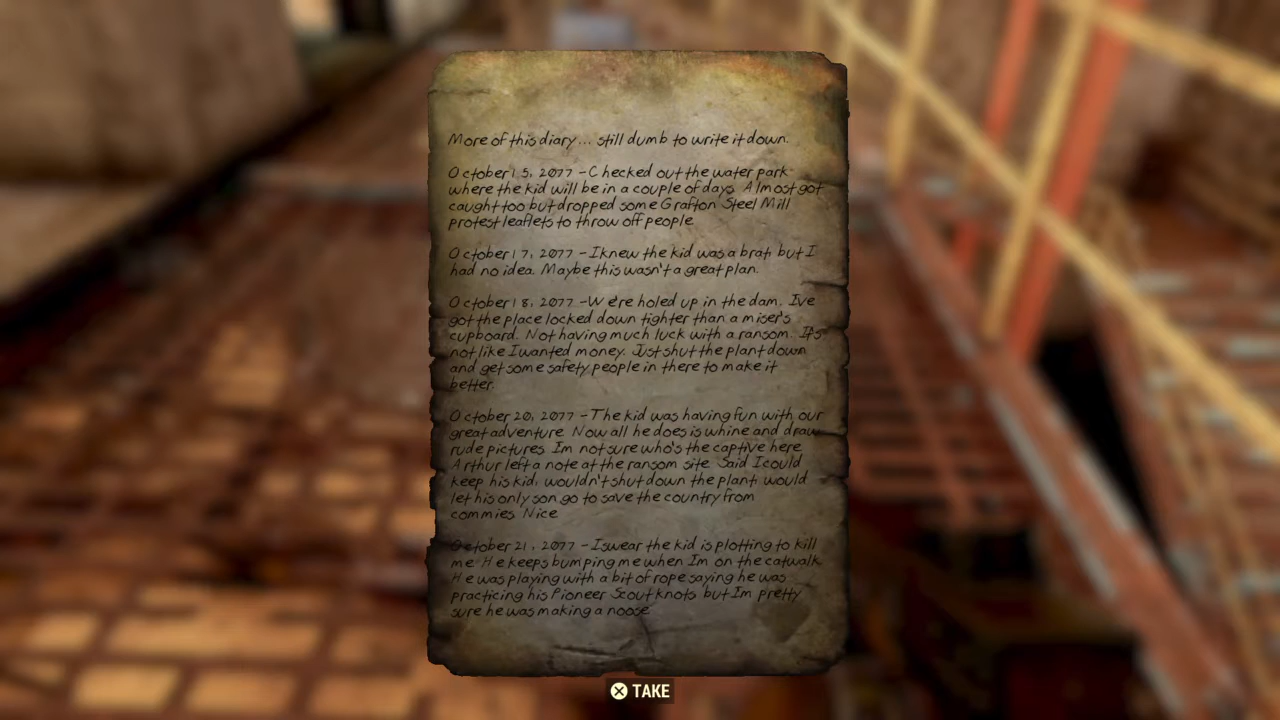 More of this diary... still dumb to write it down.
October 15, 2077 - Checked out the water park
where the kid will be in a couple of days. Almost got
caught too but dropped some Grafton Steel Mill
protest leaflets to throw off people.
October 17, 2077 - I knew the kid was a brat, but I
had no idea. Maybe this wasn't a great plan.
October 18, 2077 - We're holed up in the dam. I've
got the place locked down tighter than a miser's
cupboard. Not having much luck with a ransom. It's
not like I wanted money. Just shut the plant down
and get some safety people in there to make it
better.
October 20, 2077 - The kid was having fun with our
great adventure. Now all he does is whine and draw
rude pictures. I'm not sure who's the captive here.
Arthur left a note at the ransom site. Said I could
keep his kid, wouldn't shut down the plant, would
let his only son go to save the country from
commies. Nice.
October 21, 2077 - I swear the kid is plotting to kill
me. He keeps bumping me when I'm on the catwalk.
He was playing with a bit of rope saying he was
practicing his Pioneer Scout knots, but I'm pretty
sure he was making a noose.
TAKE